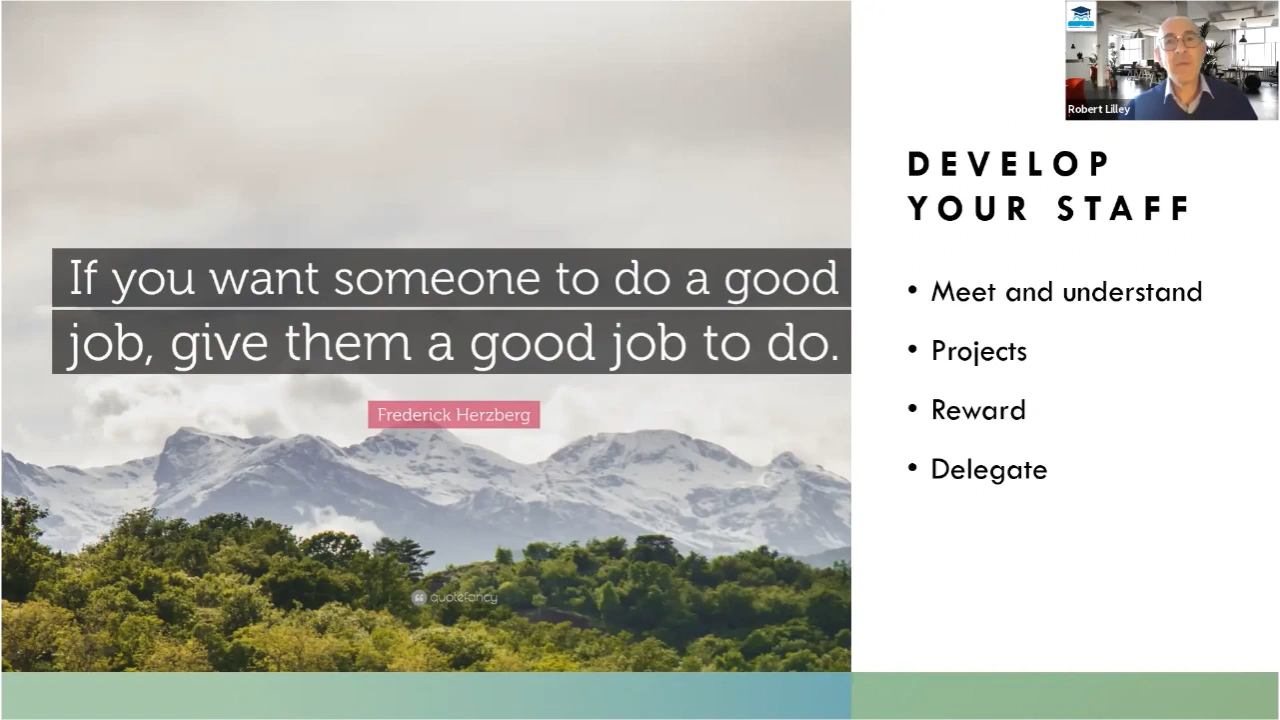 Robert Lilley
If you want someone to do a good
job, give them a good job to do.
Frederick Herzberg
quotefancy
DEVELOP
YOUR STAFF
• Meet and understand
• Projects
• Reward
• Delegate